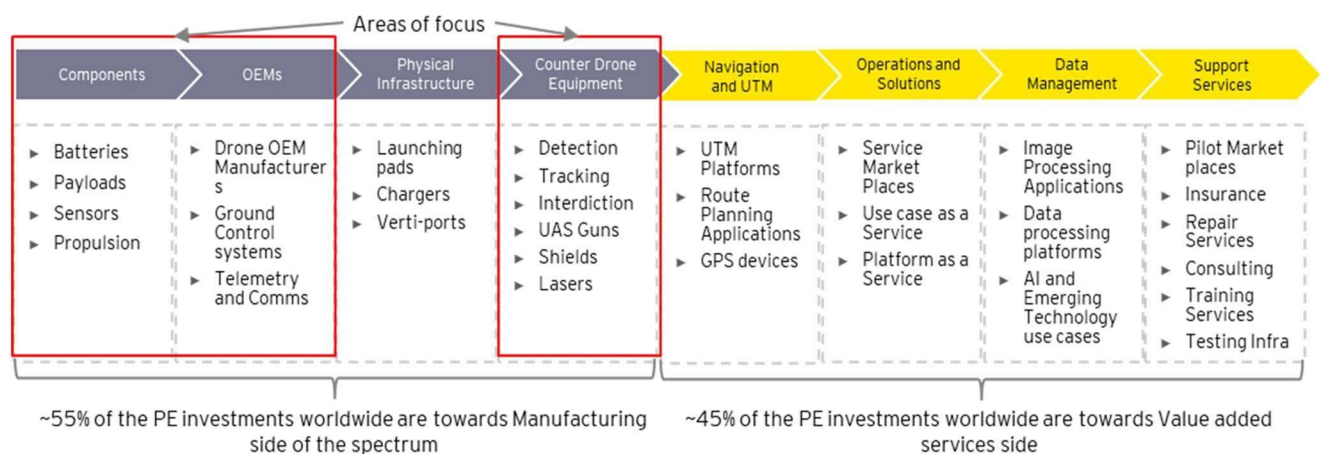 Areas of focus
Components
OEMs
Physical
Infrastructure
Counter Drone
Equipment
Navigation
and UTM
Operations and
Solutions
Data
Management
Support
Services
► Batteries
► Payloads
► Sensors
► Propulsion
► Drone OEM
Manufacturer
s
► Ground
Control
systems
► Telemetry
and Comms
► Launching
pads
► Chargers
► Verti-ports
► Detection
► Tracking
► Interdiction
► UAS Guns
► Shields
► Lasers
► UTM
Platforms
► Route
Planning
Applications
► GPS devices
► Service
Market
Places
► Use case as a
Service
► Platform as a
Service
► Image
Processing
Applications
► Data
processing
platforms
► AI and
Emerging
Technology
use cases
► Pilot Market
places
► Insurance
► Repair
Services
► Consulting
► Training
Services
► Testing Infra
~55% of the PE investments worldwide are towards Manufacturing
side of the spectrum
~45% of the PE investments worldwide are towards Value added
services side